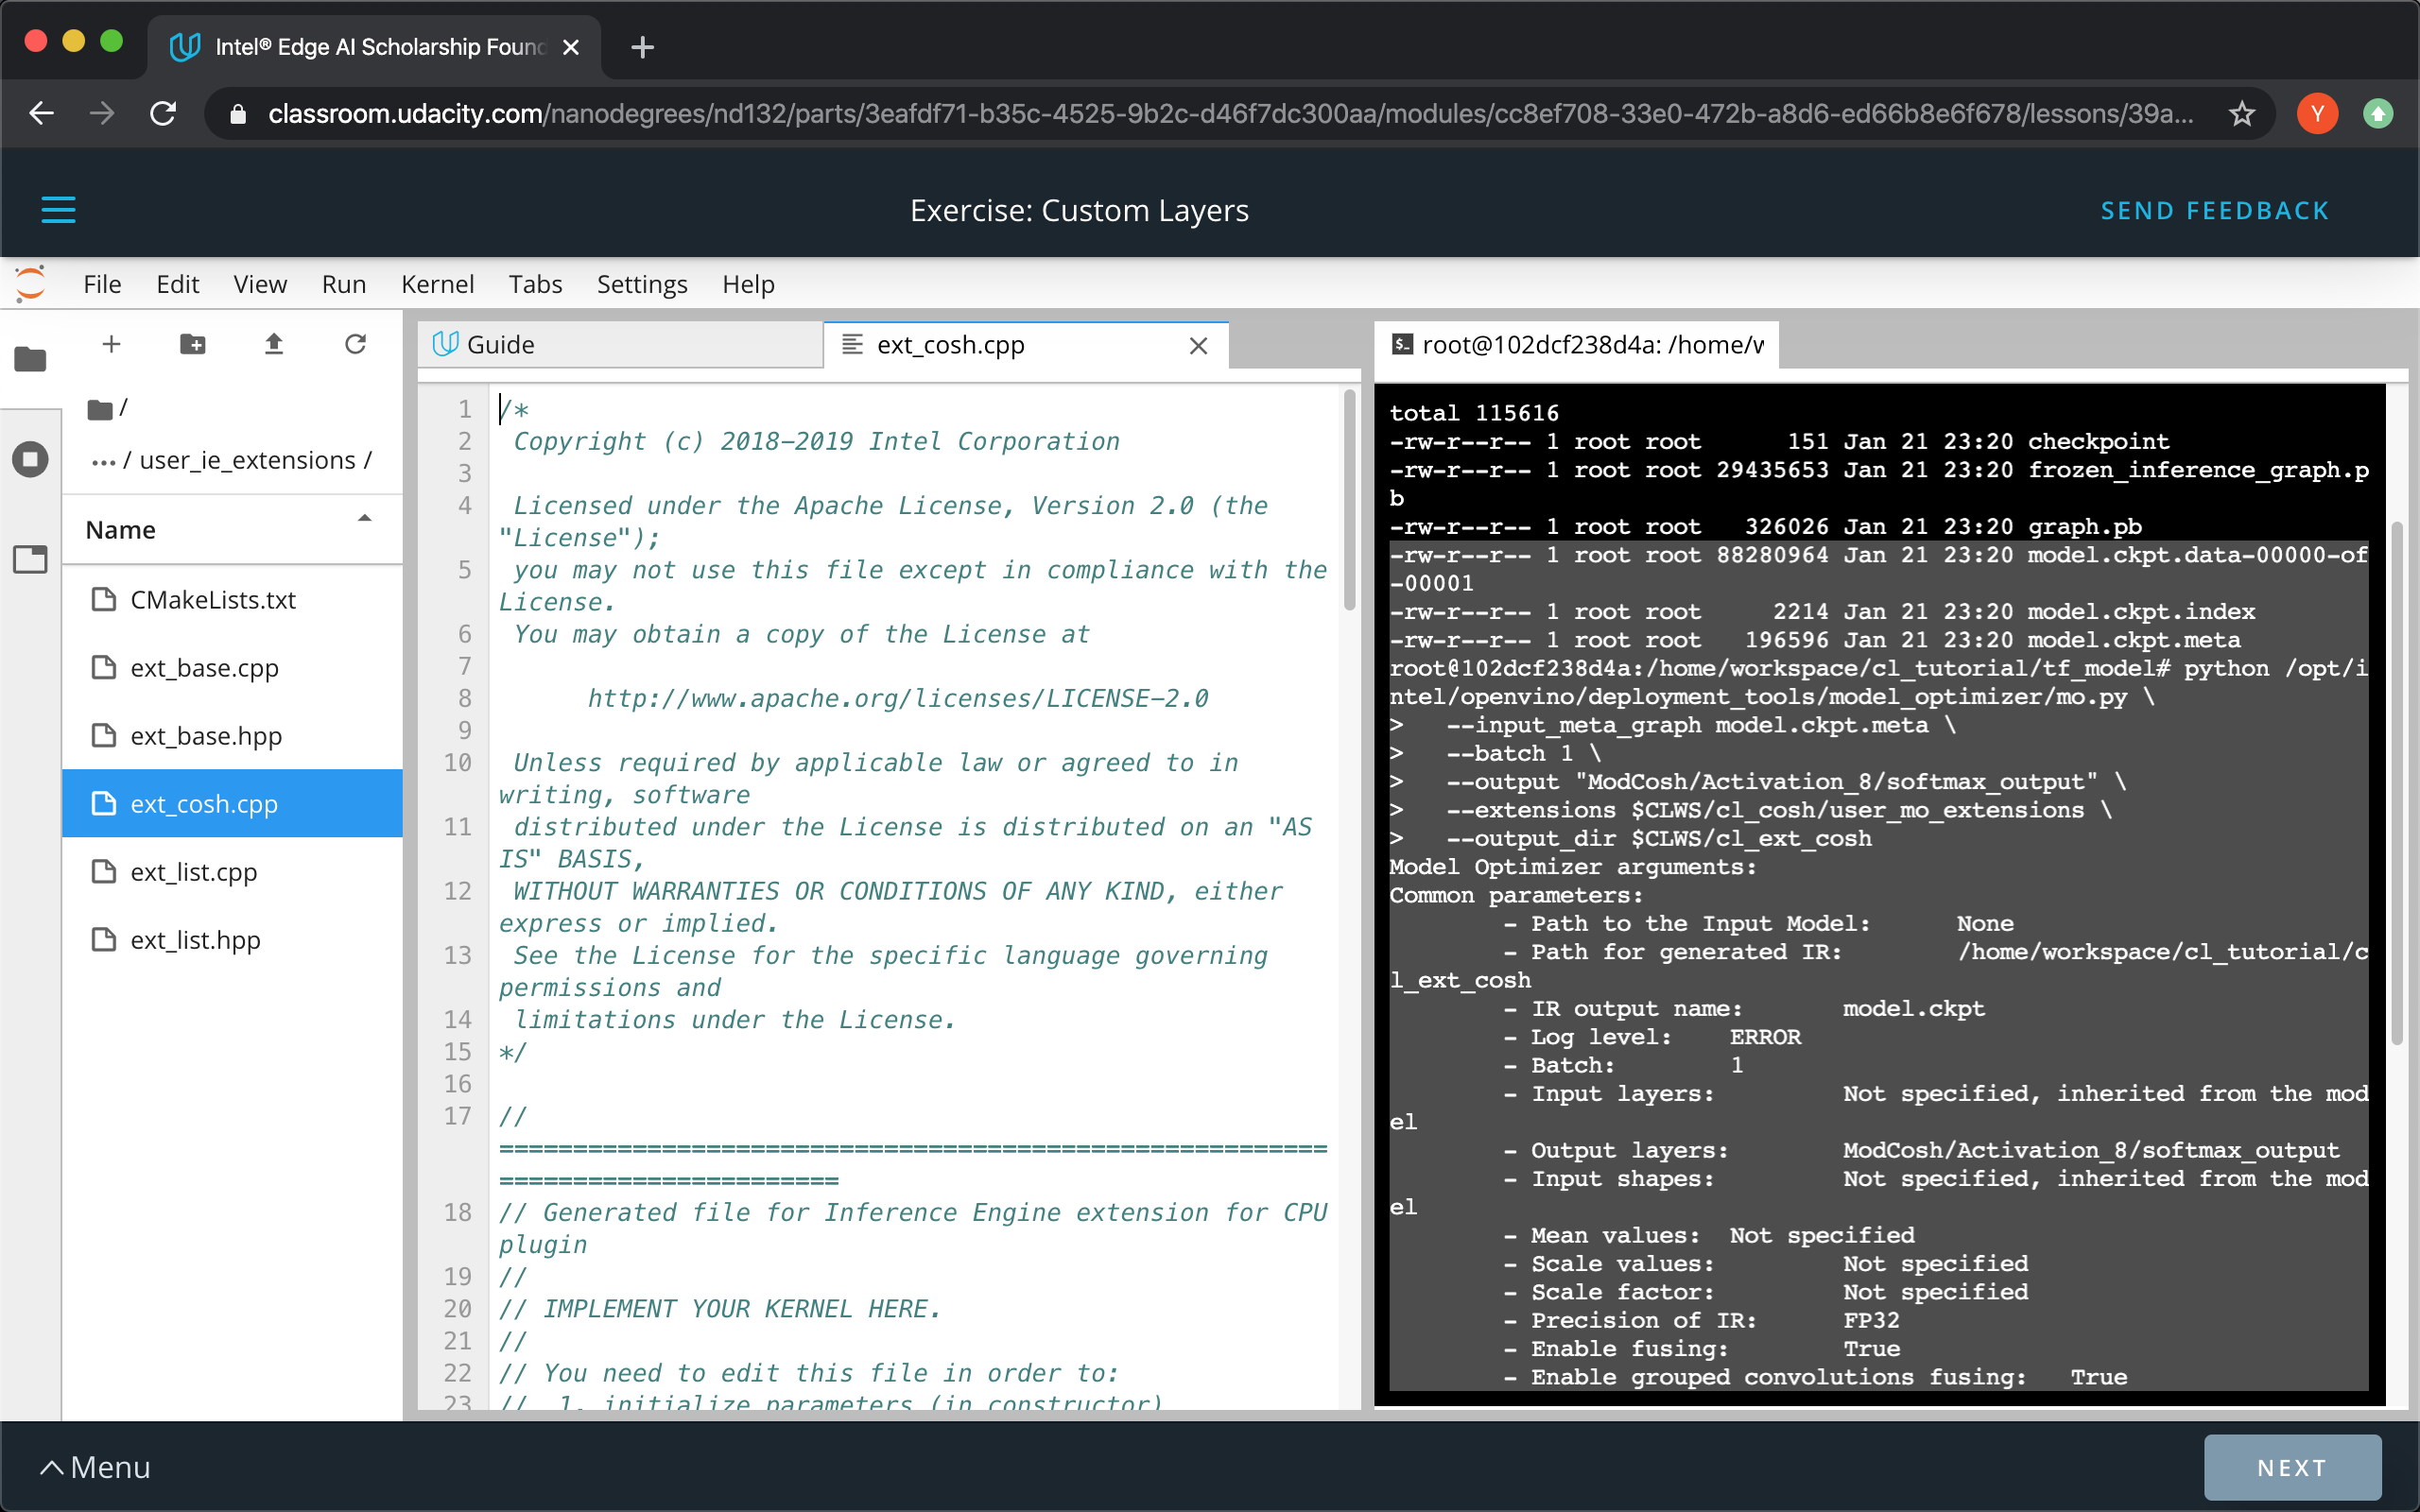 Intel® Edge AI Scholarship Found
classroom.udacity.com/nanodegrees/nd132/parts/3eafdf71-b35c-4525-9b2c-d46f7dc300aa/modules/cc8ef708-33e0-472b-a8d6-ed66b8e6f678/lessons/39a...
Y
Exercise: Custom Layers
SEND FEEDBACK
File Edit View Run Kernel Tabs Settings Help
/
... / user_ie_extensions /
Name
CMakeLists.txt
ext_base.cpp
ext_base.hpp
ext_cosh.cpp
ext_list.cpp
ext_list.hpp
Guide
ext_cosh.cpp
1 /*
2 Copyright (c) 2018-2019 Intel Corporation
3
4 Licensed under the Apache License, Version 2.0 (the
"License");
5 you may not use this file except in compliance with the
License.
6 You may obtain a copy of the License at
7
8 http://www.apache.org/licenses/LICENSE-2.0
9
10 Unless required by applicable law or agreed to in
writing, software
11 distributed under the License is distributed on an "AS
IS" BASIS,
12 WITHOUT WARRANTIES OR CONDITIONS OF ANY KIND, either
express or implied.
13 See the License for the specific language governing
permissions and
14 limitations under the License.
15 */
16
17 //
========================================================
=======================
18 // Generated file for Inference Engine extension for CPU
plugin
19 //
20 // IMPLEMENT YOUR KERNEL HERE.
21 //
22 // You need to edit this file in order to:
23 // 1. initialize parameters (in constructor)
$_ root@102dcf238d4a: /home/w
total 115616
-rw-r--r-- 1 root root 151 Jan 21 23:20 checkpoint
-rw-r--r-- 1 root root 29435653 Jan 21 23:20 frozen_inference_graph.p
b
-rw-r--r-- 1 root root 326026 Jan 21 23:20 graph.pb
-rw-r--r-- 1 root root 88280964 Jan 21 23:20 model.ckpt.data-00000-of
-00001
-rw-r--r-- 1 root root 2214 Jan 21 23:20 model.ckpt.index
-rw-r--r-- 1 root root 196596 Jan 21 23:20 model.ckpt.meta
root@102dcf238d4a:/home/workspace/cl_tutorial/tf_model# python /opt/i
ntel/openvino/deployment_tools/model_optimizer/mo.py \
> --input_meta_graph model.ckpt.meta \
> --batch 1 \
> --output "ModCosh/Activation_8/softmax_output" \
> --extensions $CLWS/cl_cosh/user_mo_extensions \
> --output_dir $CLWS/cl_ext_cosh
Model Optimizer arguments:
Common parameters:
- Path to the Input Model: None
- Path for generated IR: /home/workspace/cl_tutorial/c
l_ext_cosh
- IR output name: model.ckpt
- Log level: ERROR
- Batch: 1
- Input layers: Not specified, inherited from the mod
el
- Output layers: ModCosh/Activation_8/softmax_output
- Input shapes: Not specified, inherited from the mod
el
- Mean values: Not specified
- Scale values: Not specified
- Scale factor: Not specified
- Precision of IR: FP32
- Enable fusing: True
- Enable grouped convolutions fusing: True
Menu
NEXT